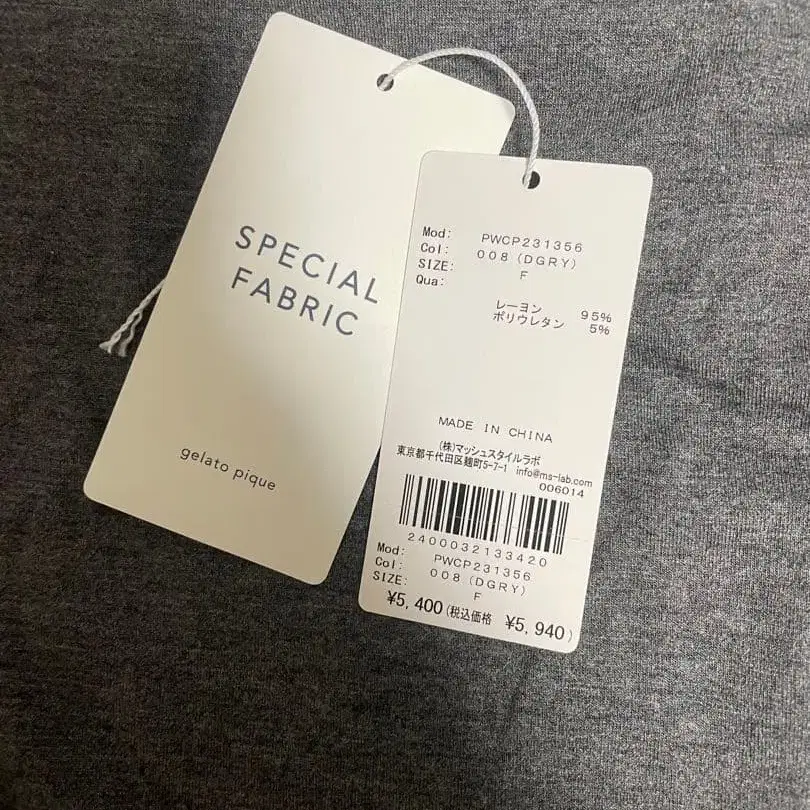 SPECIAL
FABRIC
gelato pique
Mod: PWCP231356
Col: 008 (DGRY)
SIZE: F
Qua:
レーヨン 95%
ポリウレタン 5%
MADE IN CHINA
(株)マッシュスタイルラボ
東京都千代田区麹町5-7-1 info@ms-lab.com
006014
2400032133420
Mod: PWCP231356
Col: 008 (DGRY)
SIZE: F
¥5,400 (税込価格 ¥5,940)